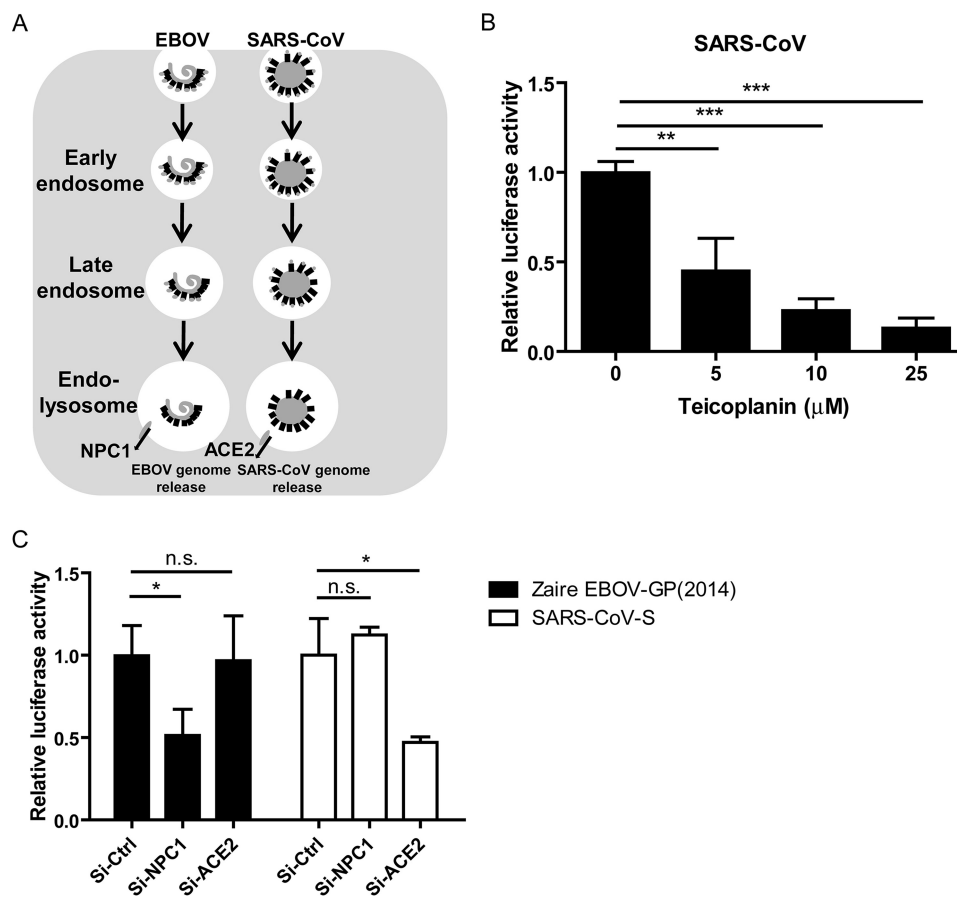 A
EBOV SARS-CoV
Early
endosome
Late
endosome
Endo-
lysosome
NPC1
ACE2
EBOV genome
release
SARS-CoV genome
release
B
SARS-CoV
Relative luciferase activity
1.5
1.0
0.5
0.0
***
***
**
0 5 10 25
Teicoplanin (μM)
C
Relative luciferase activity
1.5
1.0
0.5
0.0
n.s.
*
*
n.s.
Si-Ctrl
Si-NPC1
Si-ACE2
Si-Ctrl
Si-NPC1
Si-ACE2
Zaire EBOV-GP(2014)
SARS-CoV-S